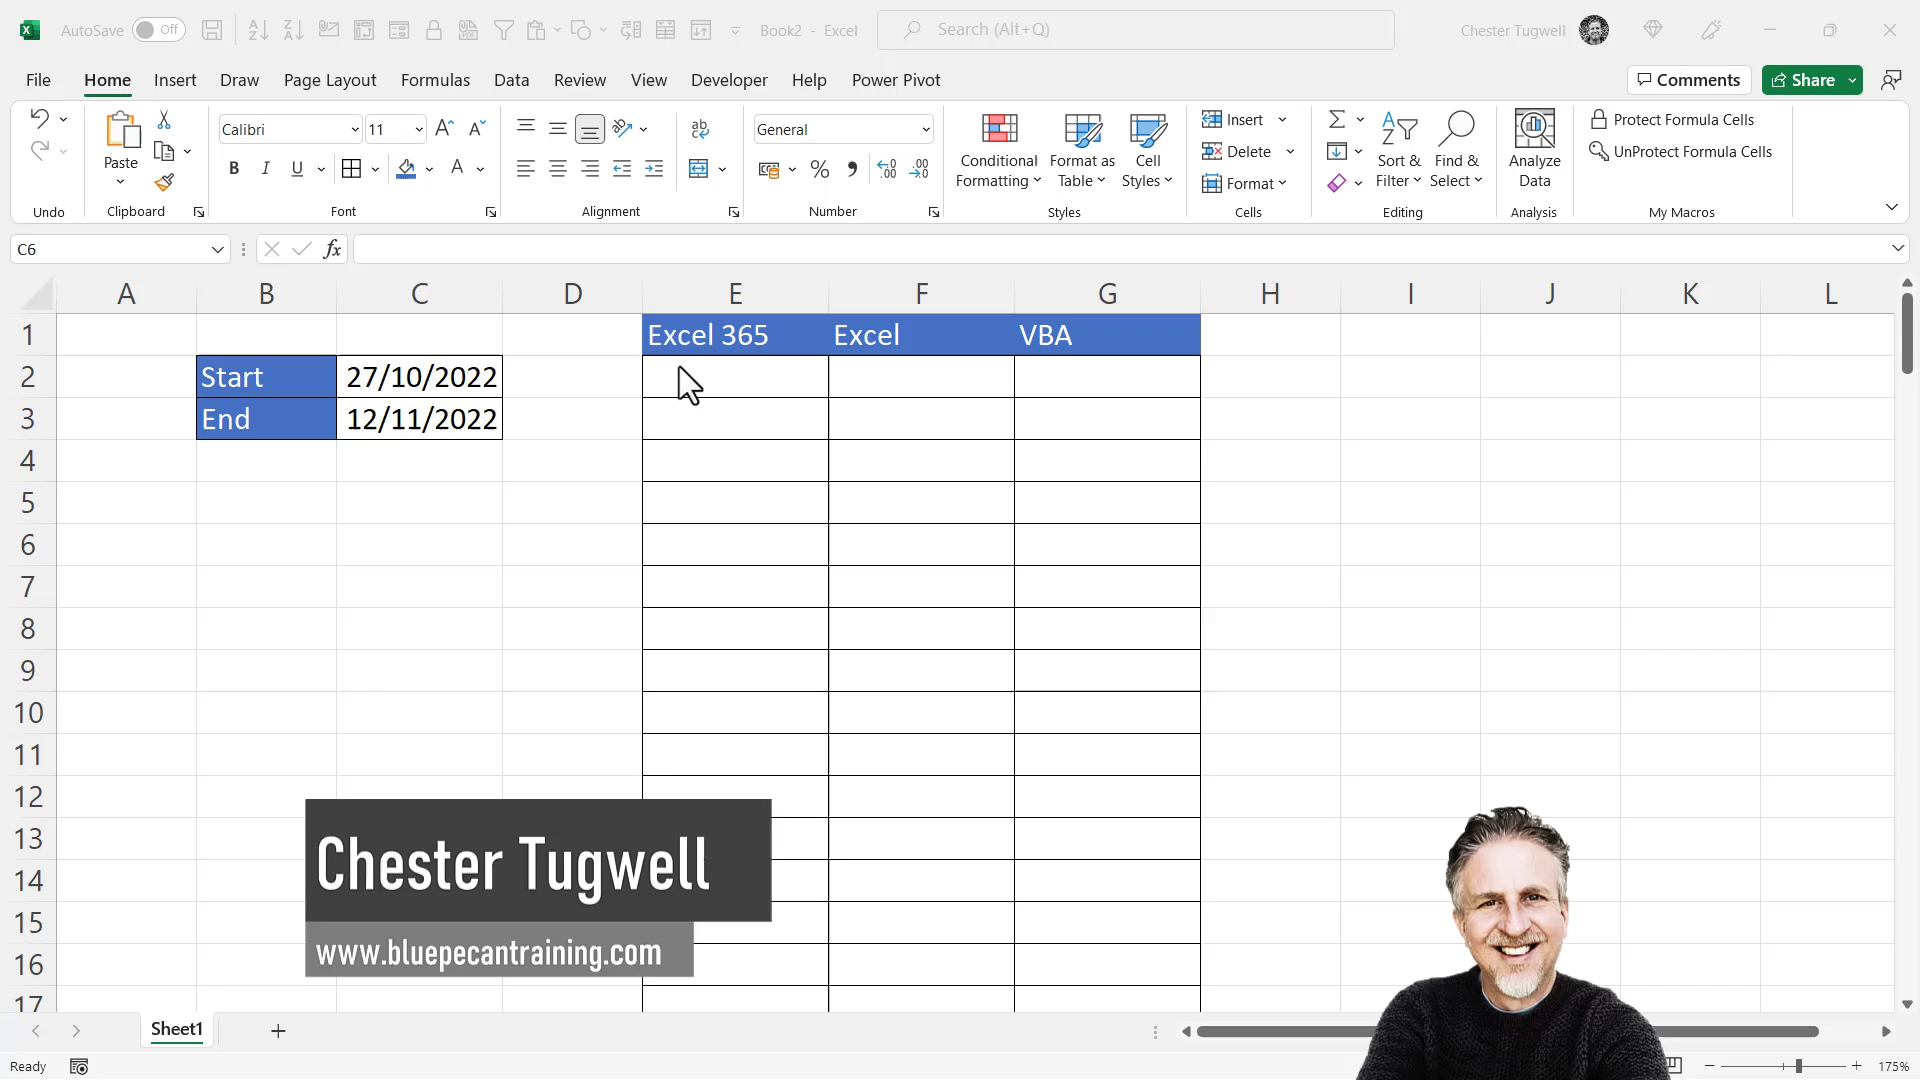 AutoSave Off Book2 - Excel Search (Alt+Q) Chester Tugwell
File Home Insert Draw Page Layout Formulas Data Review View Developer Help Power Pivot Comments Share
Calibri 11 General
Paste
Conditional Formatting
Format as Table
Cell Styles
Insert
Delete
Format
Sort & Filter
Find & Select
Analyze Data
Protect Formula Cells
UnProtect Formula Cells
Undo Clipboard Font Alignment Number Styles Cells Editing Analysis My Macros
C6 fx
A B C D E F G H I J K L
1 Excel 365 Excel VBA
2 Start 27/10/2022
3 End 12/11/2022
4
5
6
7
8
9
10
11
12
13
14
15
16
17
Chester Tugwell
www.bluepecantraining.com
Sheet1
Ready 175%